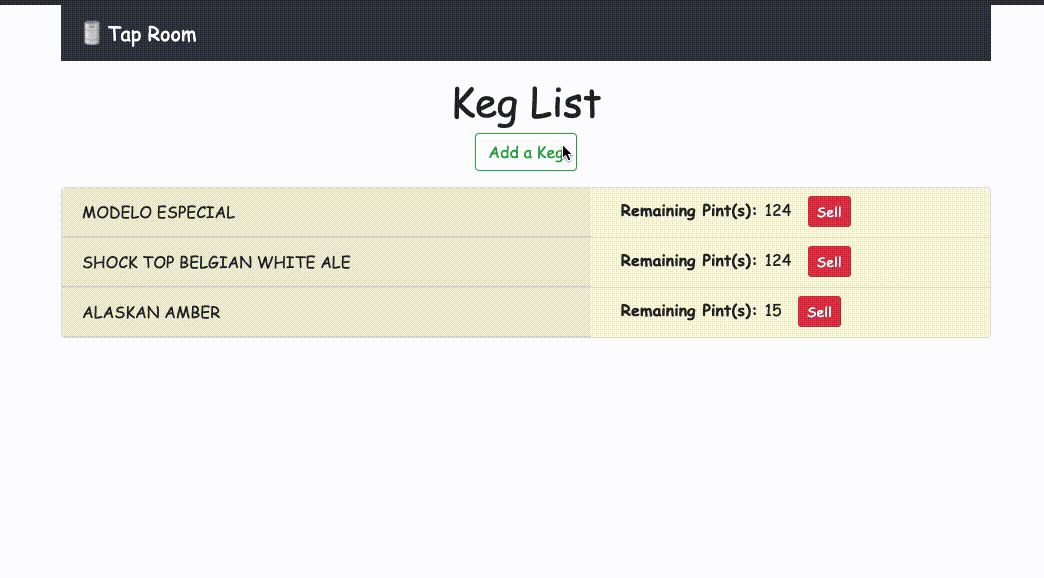 Tap Room
Keg List
Add a Keg
MODELO ESPECIAL Remaining Pint(s): 124 Sell
SHOCK TOP BELGIAN WHITE ALE Remaining Pint(s): 124 Sell
ALASKAN AMBER Remaining Pint(s): 15 Sell